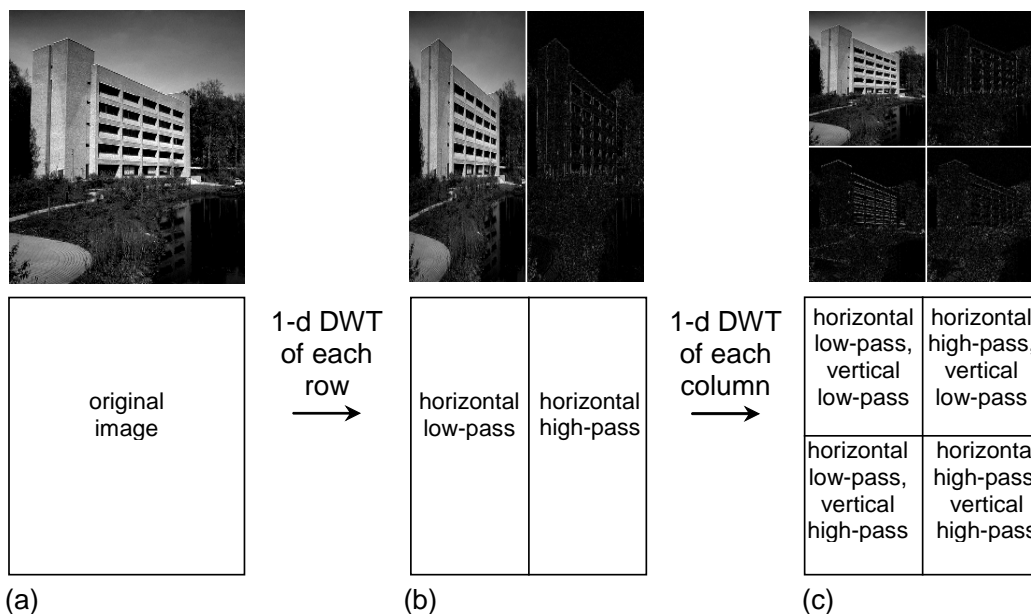 original
image
1-d DWT
of each
row
horizontal
low-pass
horizontal
high-pass
1-d DWT
of each
column
horizontal
low-pass,
vertical
low-pass
horizontal
high-pass,
vertical
low-pass
horizontal
low-pass,
vertical
high-pass
horizonta
high-pass
vertical
high-pass
(a)
(b)
(c)